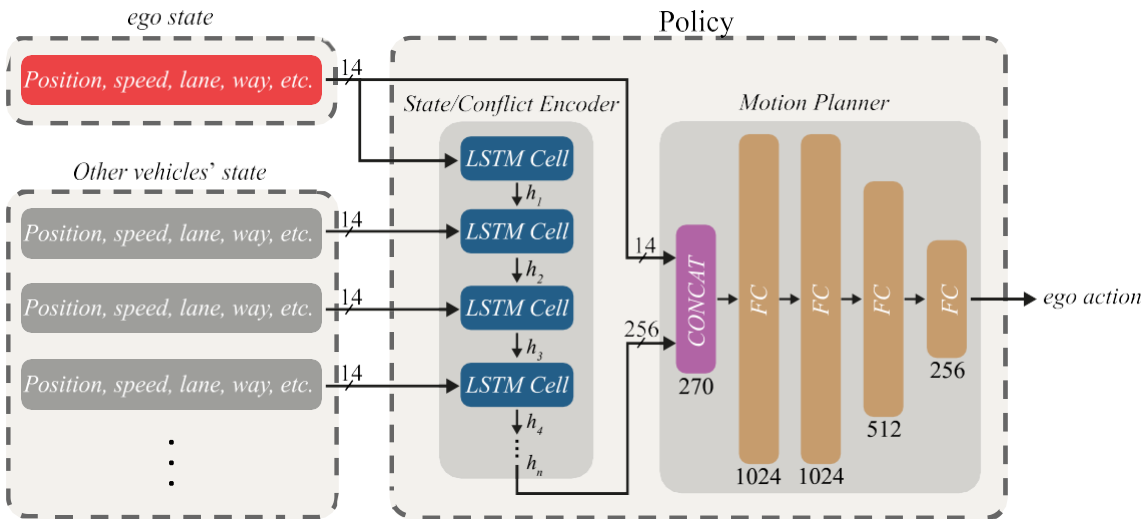 ego state
Position, speed, lane, way, etc.
14
Other vehicles' state
Position, speed, lane, way, etc.
14
Position, speed, lane, way, etc.
14
Position, speed, lane, way, etc.
14
Policy
State/Conflict Encoder
LSTM Cell
h1
LSTM Cell
h2
LSTM Cell
h3
LSTM Cell
h4
hn
Motion Planner
14
256
CONCAT
270
FC
1024
FC
1024
FC
512
FC
256
ego action